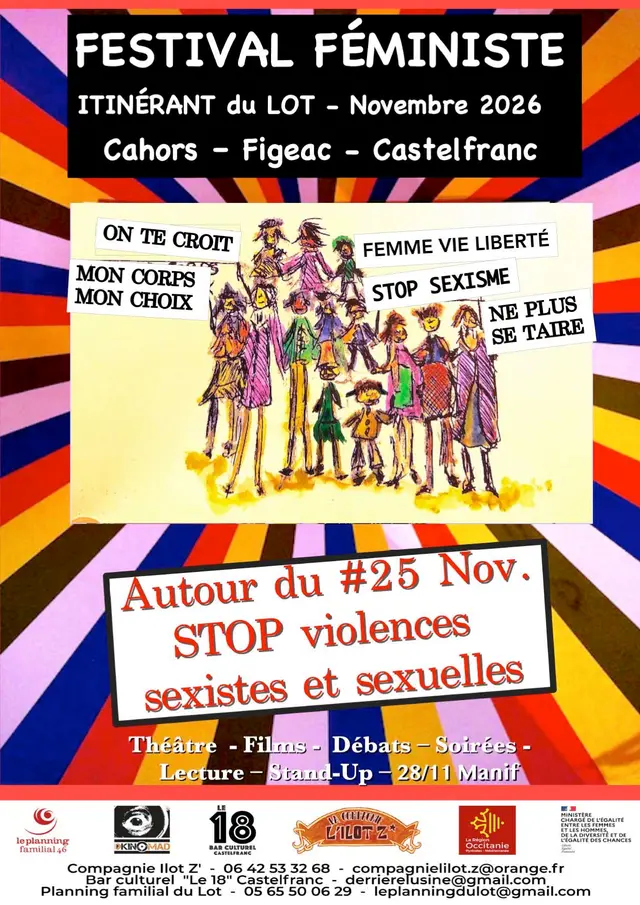 FESTIVAL FÉMINISTE
ITINÉRANT du LOT – Novembre 2026
Cahors – Figeac – Castelfranc
ON TE CROIT
FEMME VIE LIBERTÉ
MON CORPS
MON CHOIX
STOP SEXISME
NE PLUS
SE TAIRE
Autour du #25 Nov.
STOP violences
sexistes et sexuelles
Théâtre - Films - Débats – Soirées -
Lecture – Stand-Up – 28/11 Manif
le planning
familial 46
KINOMAD
LE
18
BAR CULTUREL
CASTELFRANC
L'ILOT Z'
La Région
Occitanie
Pyrénées - Méditerranée
MINISTÈRE
CHARGÉ DE L'ÉGALITÉ
ENTRE LES FEMMES
ET LES HOMMES,
DE LA DIVERSITÉ ET DE
L'ÉGALITÉ DES CHANCES
Compagnie Ilot Z' - 06 42 53 32 68 - compagnielilot.z@orange.fr
Bar culturel "Le 18" Castelfranc - derrierelusine@gmail.com
Planning familial du Lot - 05 65 50 06 29 - leplanningdulot@gmail.com